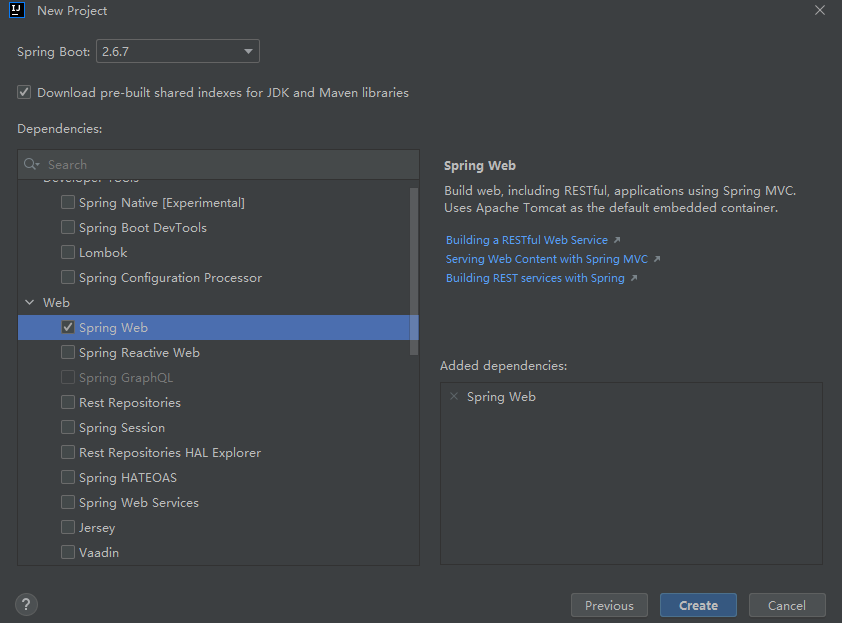 IJ New Project
Spring Boot: 2.6.7
Download pre-built shared indexes for JDK and Maven libraries
Dependencies:
Search
Developer Tools
Spring Native [Experimental]
Spring Boot DevTools
Lombok
Spring Configuration Processor
Web
Spring Web
Spring Reactive Web
Spring GraphQL
Rest Repositories
Spring Session
Rest Repositories HAL Explorer
Spring HATEOAS
Spring Web Services
Jersey
Vaadin
Spring Web
Build web, including RESTful, applications using Spring MVC.
Uses Apache Tomcat as the default embedded container.
Building a RESTful Web Service
Serving Web Content with Spring MVC
Building REST services with Spring
Added dependencies:
Spring Web
? Previous Create Cancel